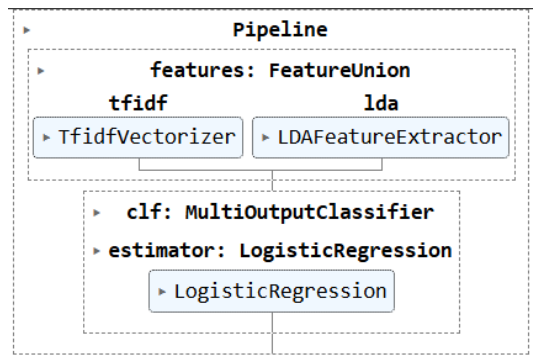 Pipeline
features: FeatureUnion
tfidf lda
TfidfVectorizer LDAFeatureExtractor
clf: MultiOutputClassifier
estimator: LogisticRegression
LogisticRegression